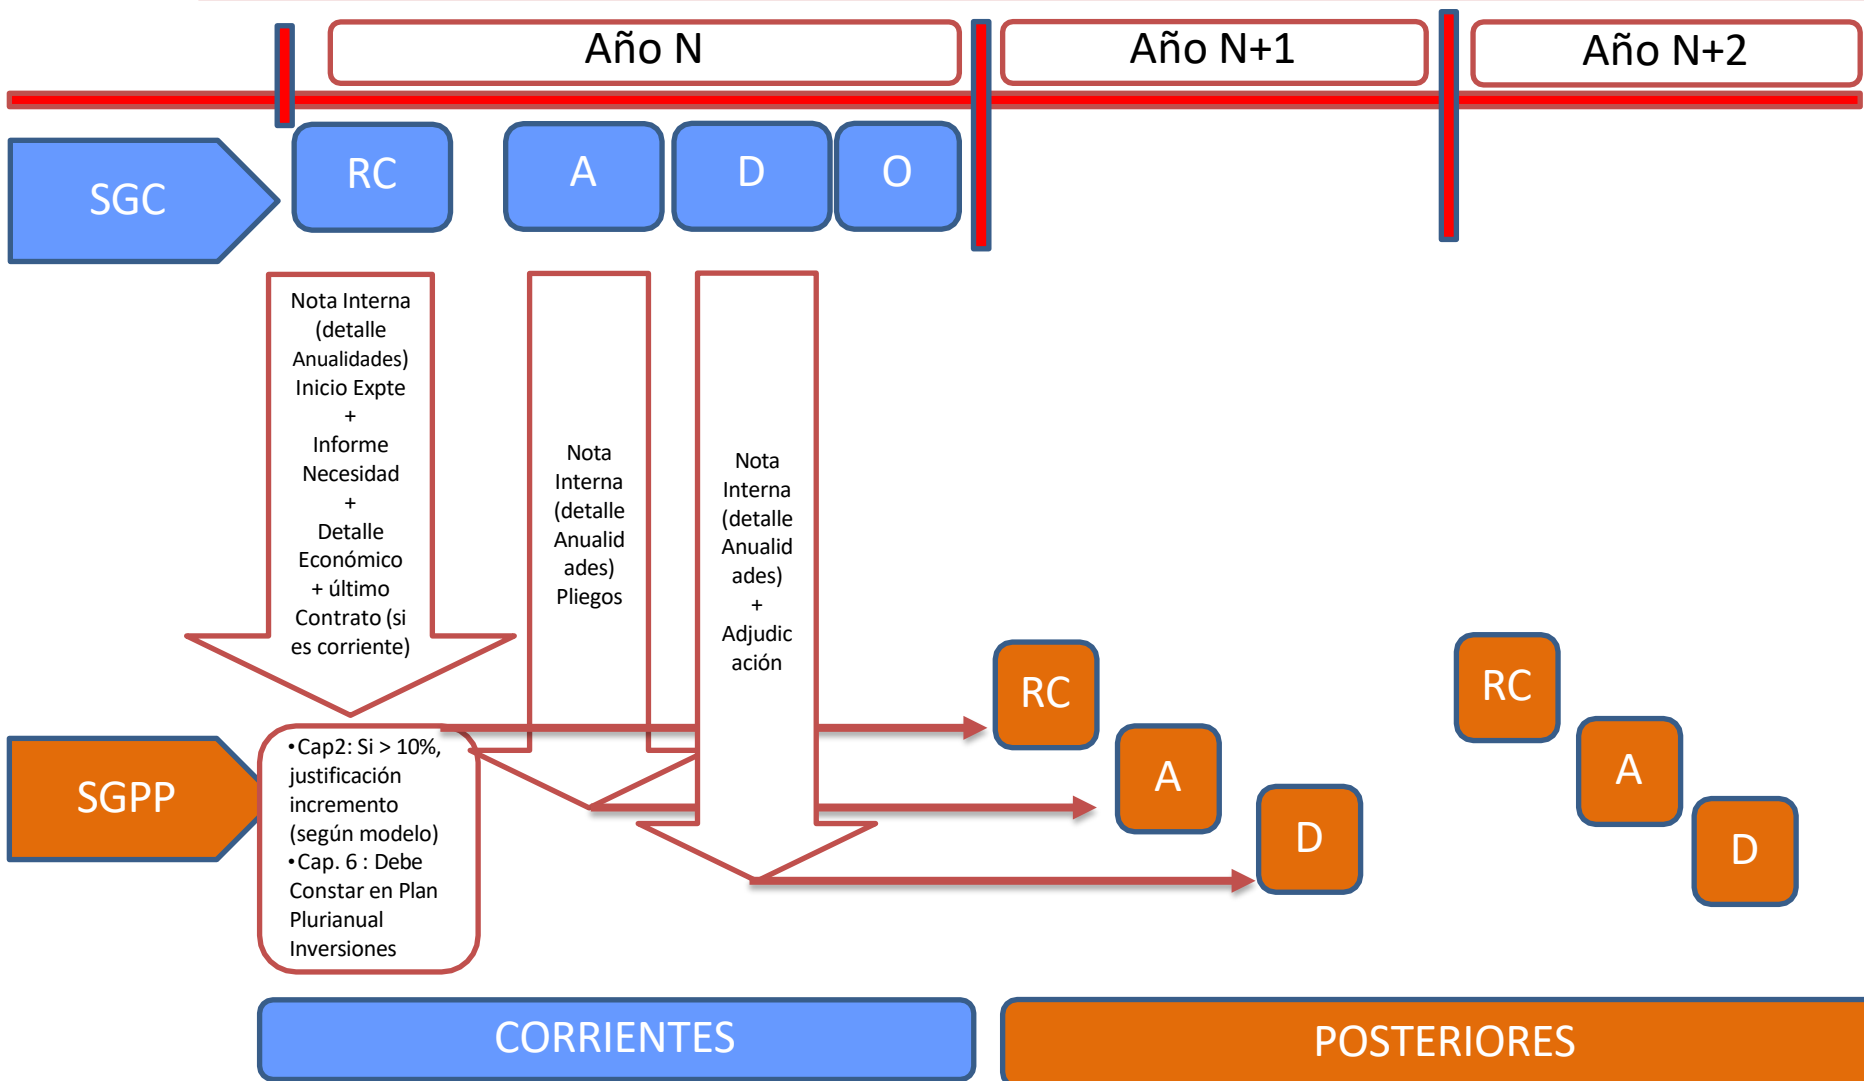 Año N
Año N+1
Año N+2
SGC
RC
A
D
O
Nota Interna
(detalle
Anualidades)
Inicio Expte
+
Informe
Necesidad
+
Detalle
Económico
+ último
Contrato (si
es corriente)
Nota
Interna
(detalle
Anualid
ades)
Pliegos
Nota
Interna
(detalle
Anualid
ades)
+
Adjudic
ación
SGPP
•Cap2: Si > 10%,
justificación
incremento
(según modelo)
•Cap. 6 : Debe
Constar en Plan
Plurianual
Inversiones
RC
A
D
RC
A
D
CORRIENTES
POSTERIORES